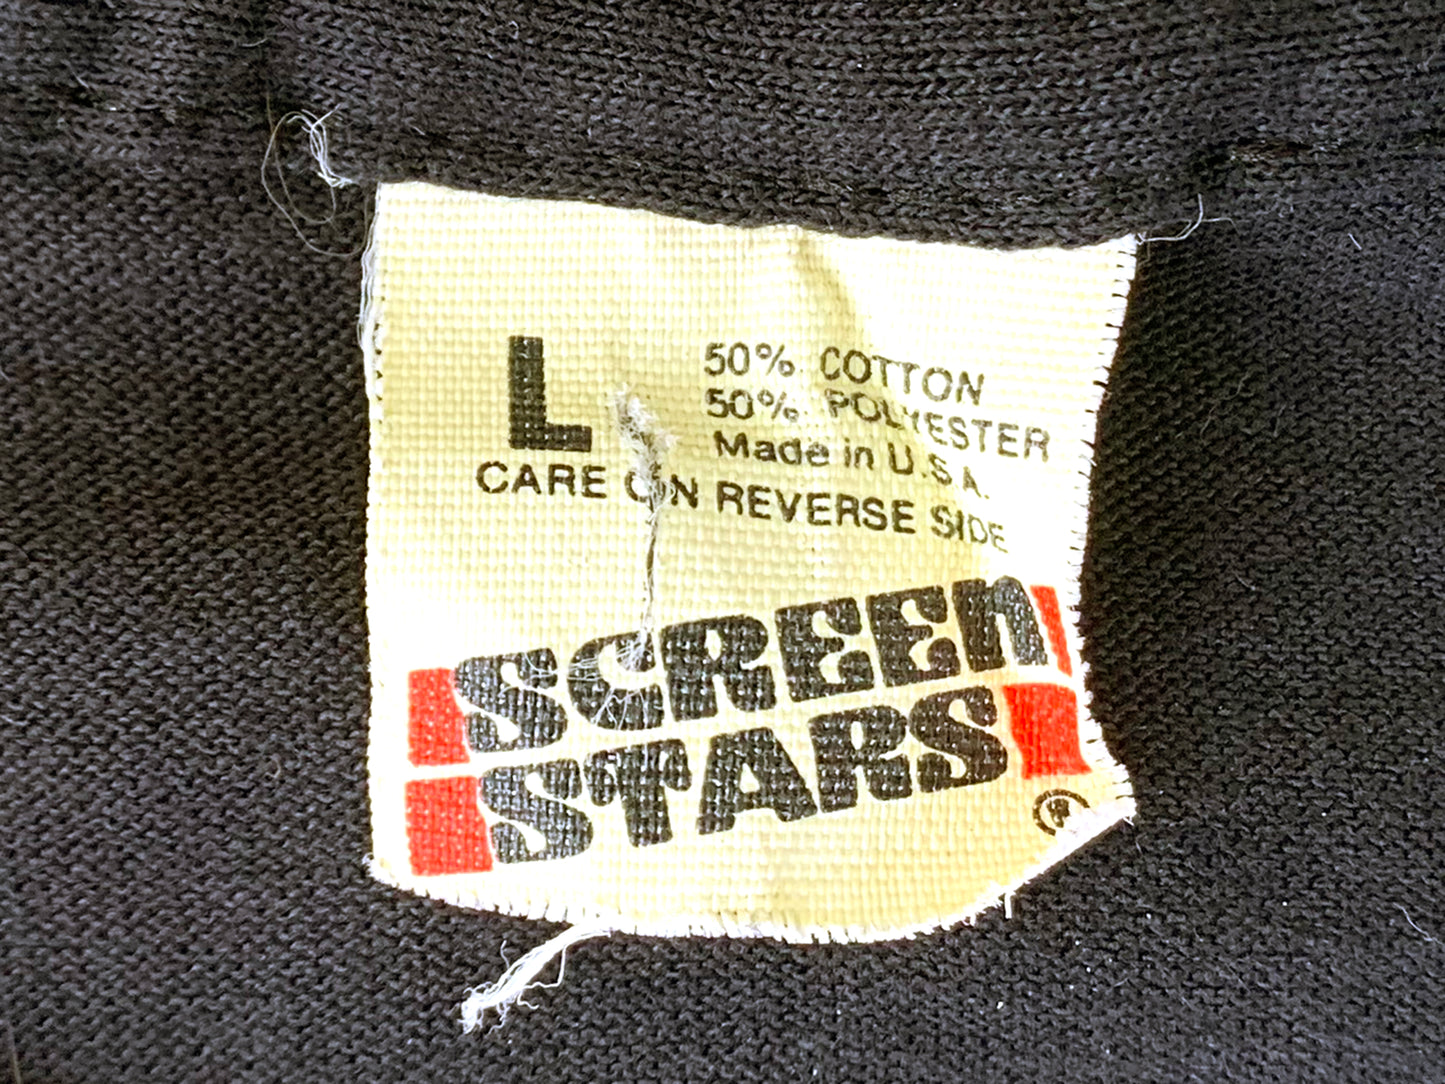 L
50% COTTON
50% POLYESTER
Made in U.S.A.
CARE ON REVERSE SIDE
SCREEN
STARS
®